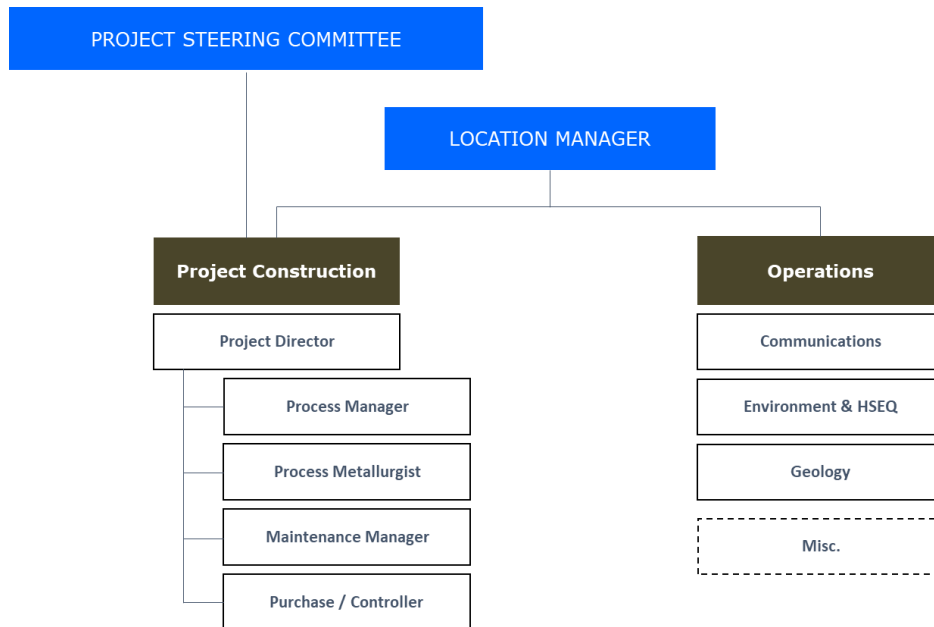 PROJECT STEERING COMMITTEE
LOCATION MANAGER
Project Construction
Operations
Project Director
Communications
Process Manager
Environment & HSEQ
Process Metallurgist
Geology
Maintenance Manager
Misc.
Purchase / Controller